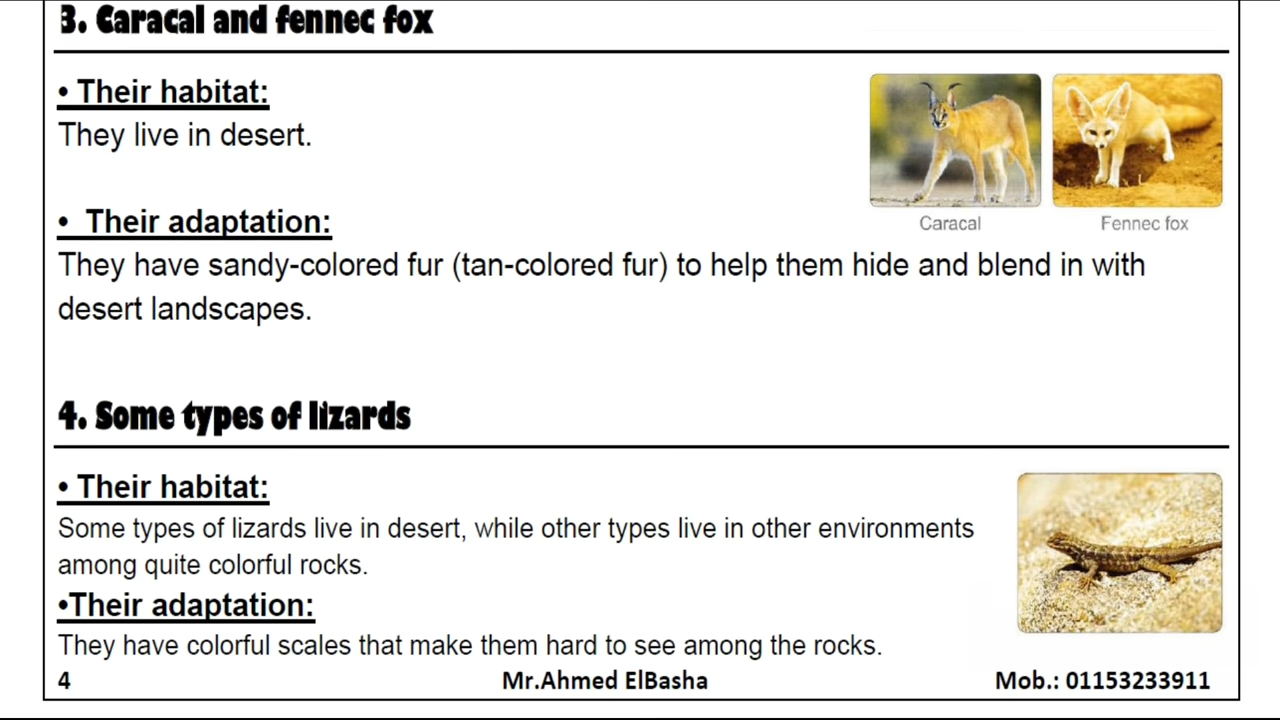 3. Caracal and fennec fox
• Their habitat:
They live in desert.
Caracal
Fennec fox
• Their adaptation:
They have sandy-colored fur (tan-colored fur) to help them hide and blend in with
desert landscapes.
4. Some types of lizards
• Their habitat:
Some types of lizards live in desert, while other types live in other environments
among quite colorful rocks.
•Their adaptation:
They have colorful scales that make them hard to see among the rocks.
4 Mr.Ahmed ElBasha Mob.: 01153233911